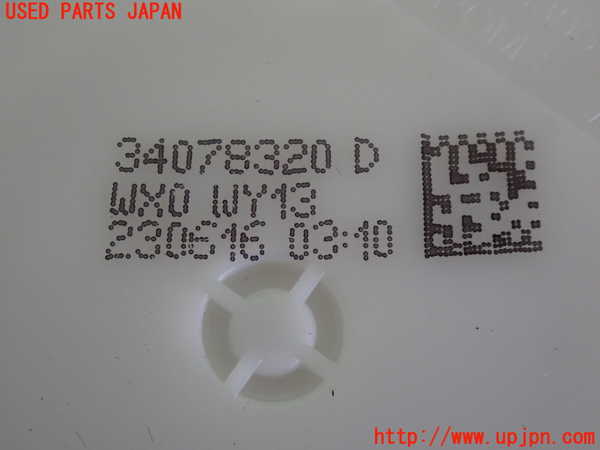 USED PARTS JAPAN
34078320 D
WX0 WY13
230616 03:10
http://www.upjpn.com/